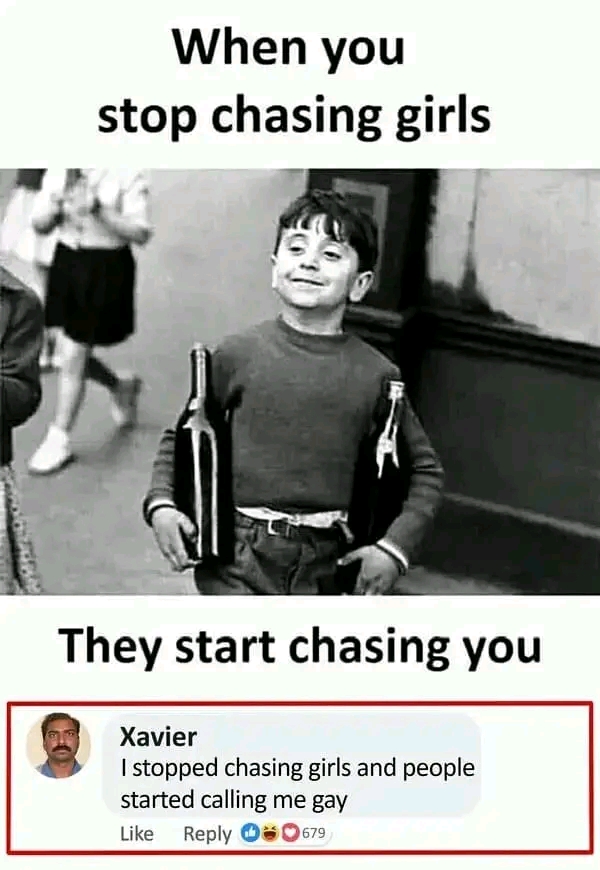 When you
stop chasing girls
They start chasing you
Xavier
I stopped chasing girls and people
started calling me gay
Like Reply 679